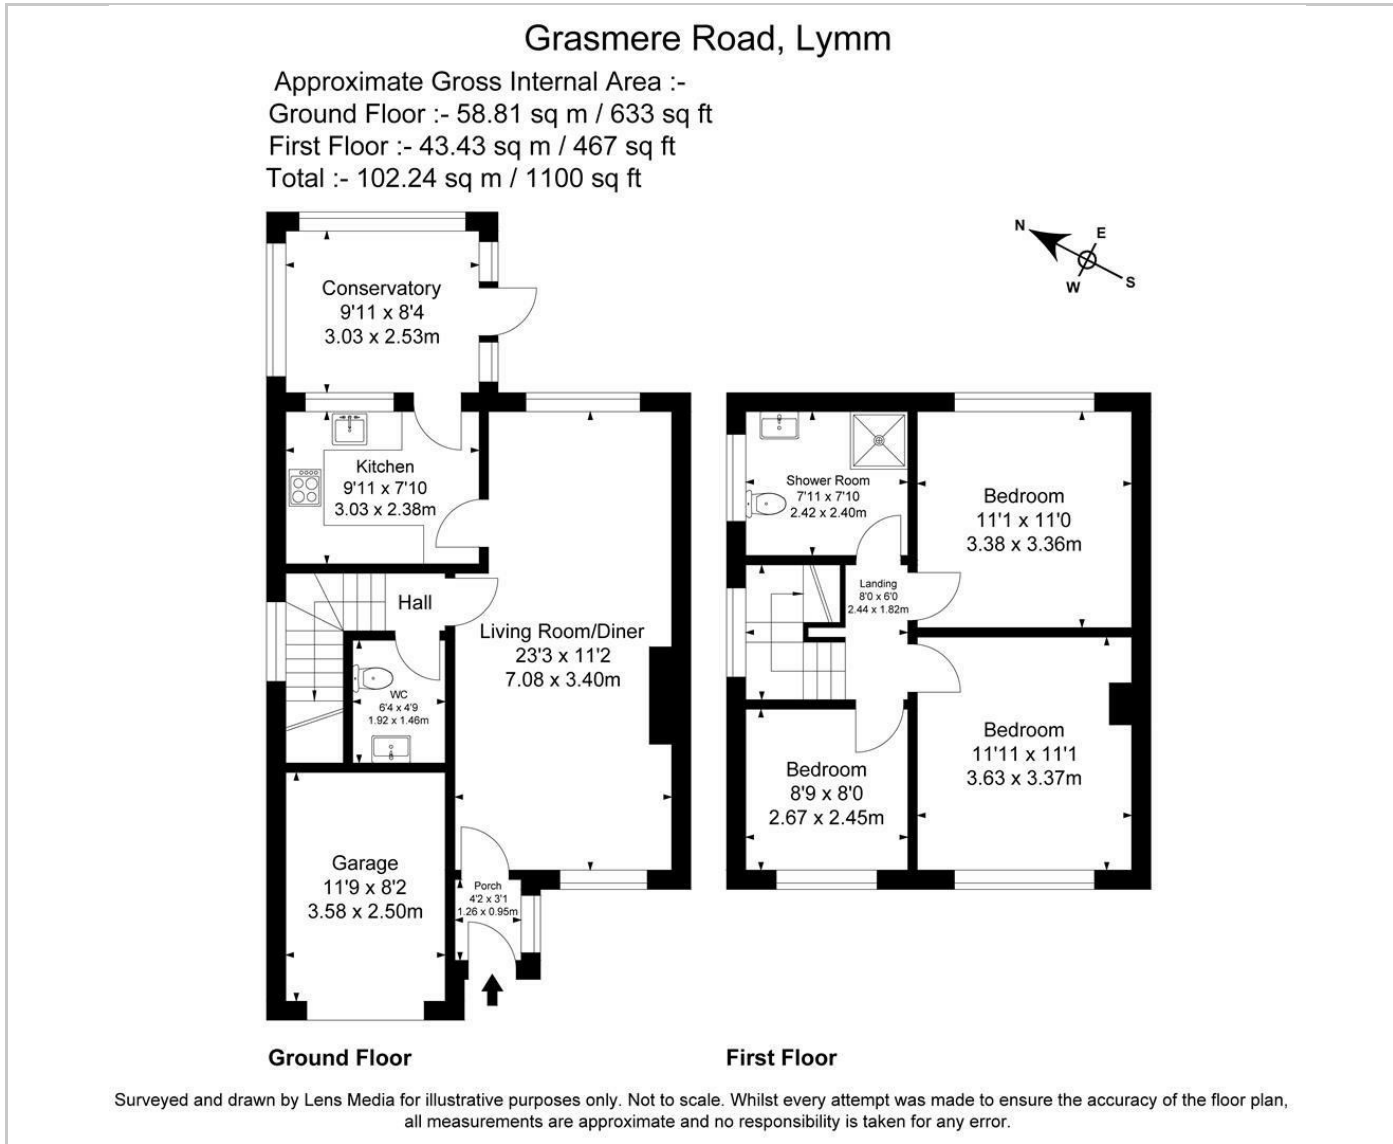 Grasmere Road, Lymm
Approximate Gross Internal Area :-
Ground Floor :- 58.81 sq m / 633 sq ft
First Floor :- 43.43 sq m / 467 sq ft
Total :- 102.24 sq m / 1100 sq ft
N
E
W
S
Conservatory
9'11 x 8'4
3.03 x 2.53m
Kitchen
9'11 x 7'10
3.03 x 2.38m
Hall
Living Room/Diner
23'3 x 11'2
7.08 x 3.40m
WC
6'4 x 4'9
1.92 x 1.46m
Garage
11'9 x 8'2
3.58 x 2.50m
Porch
4'2 x 3'1
1.26 x 0.95m
Ground Floor
Shower Room
7'11 x 7'10
2.42 x 2.40m
Bedroom
11'1 x 11'0
3.38 x 3.36m
Landing
8'0 x 6'0
2.44 x 1.82m
Bedroom
11'11 x 11'1
3.63 x 3.37m
Bedroom
8'9 x 8'0
2.67 x 2.45m
First Floor
Surveyed and drawn by Lens Media for illustrative purposes only. Not to scale. Whilst every attempt was made to ensure the accuracy of the floor plan,
all measurements are approximate and no responsibility is taken for any error.